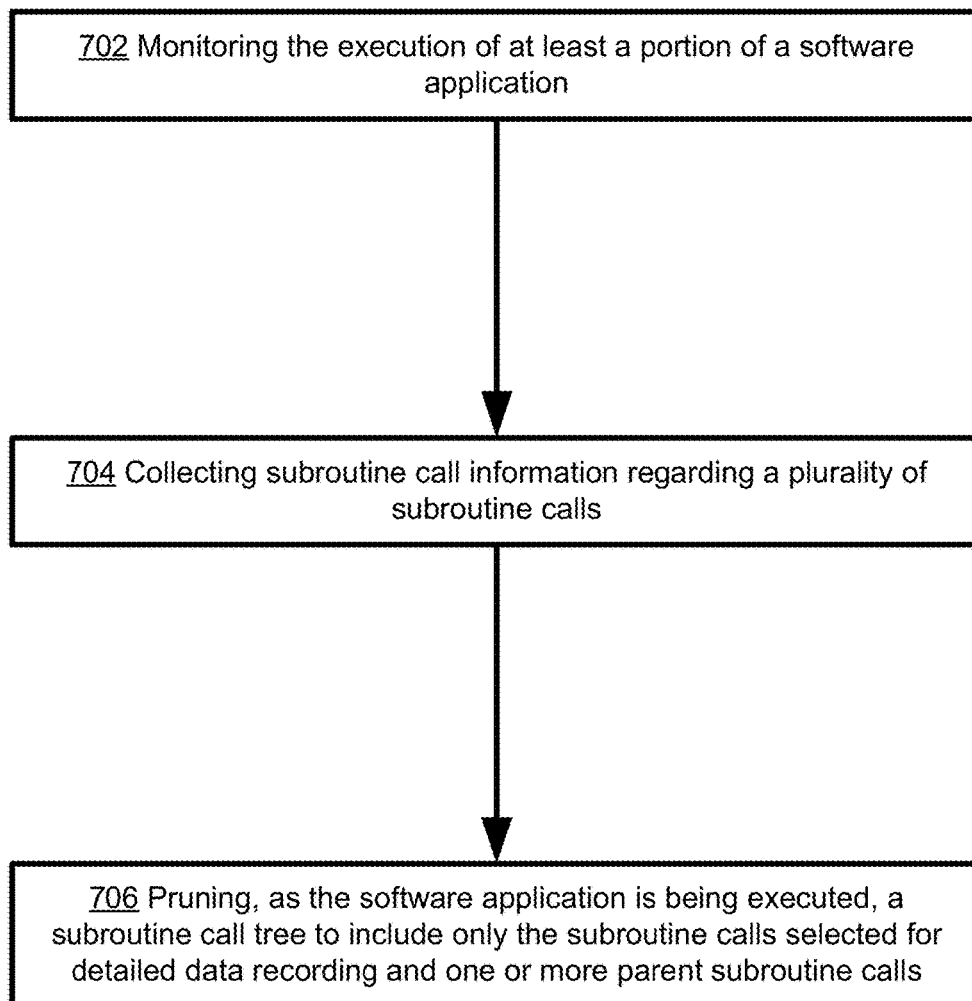 702 Monitoring the execution of at least a portion of a software
application
704 Collecting subroutine call information regarding a plurality of
subroutine calls
706 Pruning, as the software application is being executed, a
subroutine call tree to include only the subroutine calls selected for
detailed data recording and one or more parent subroutine calls